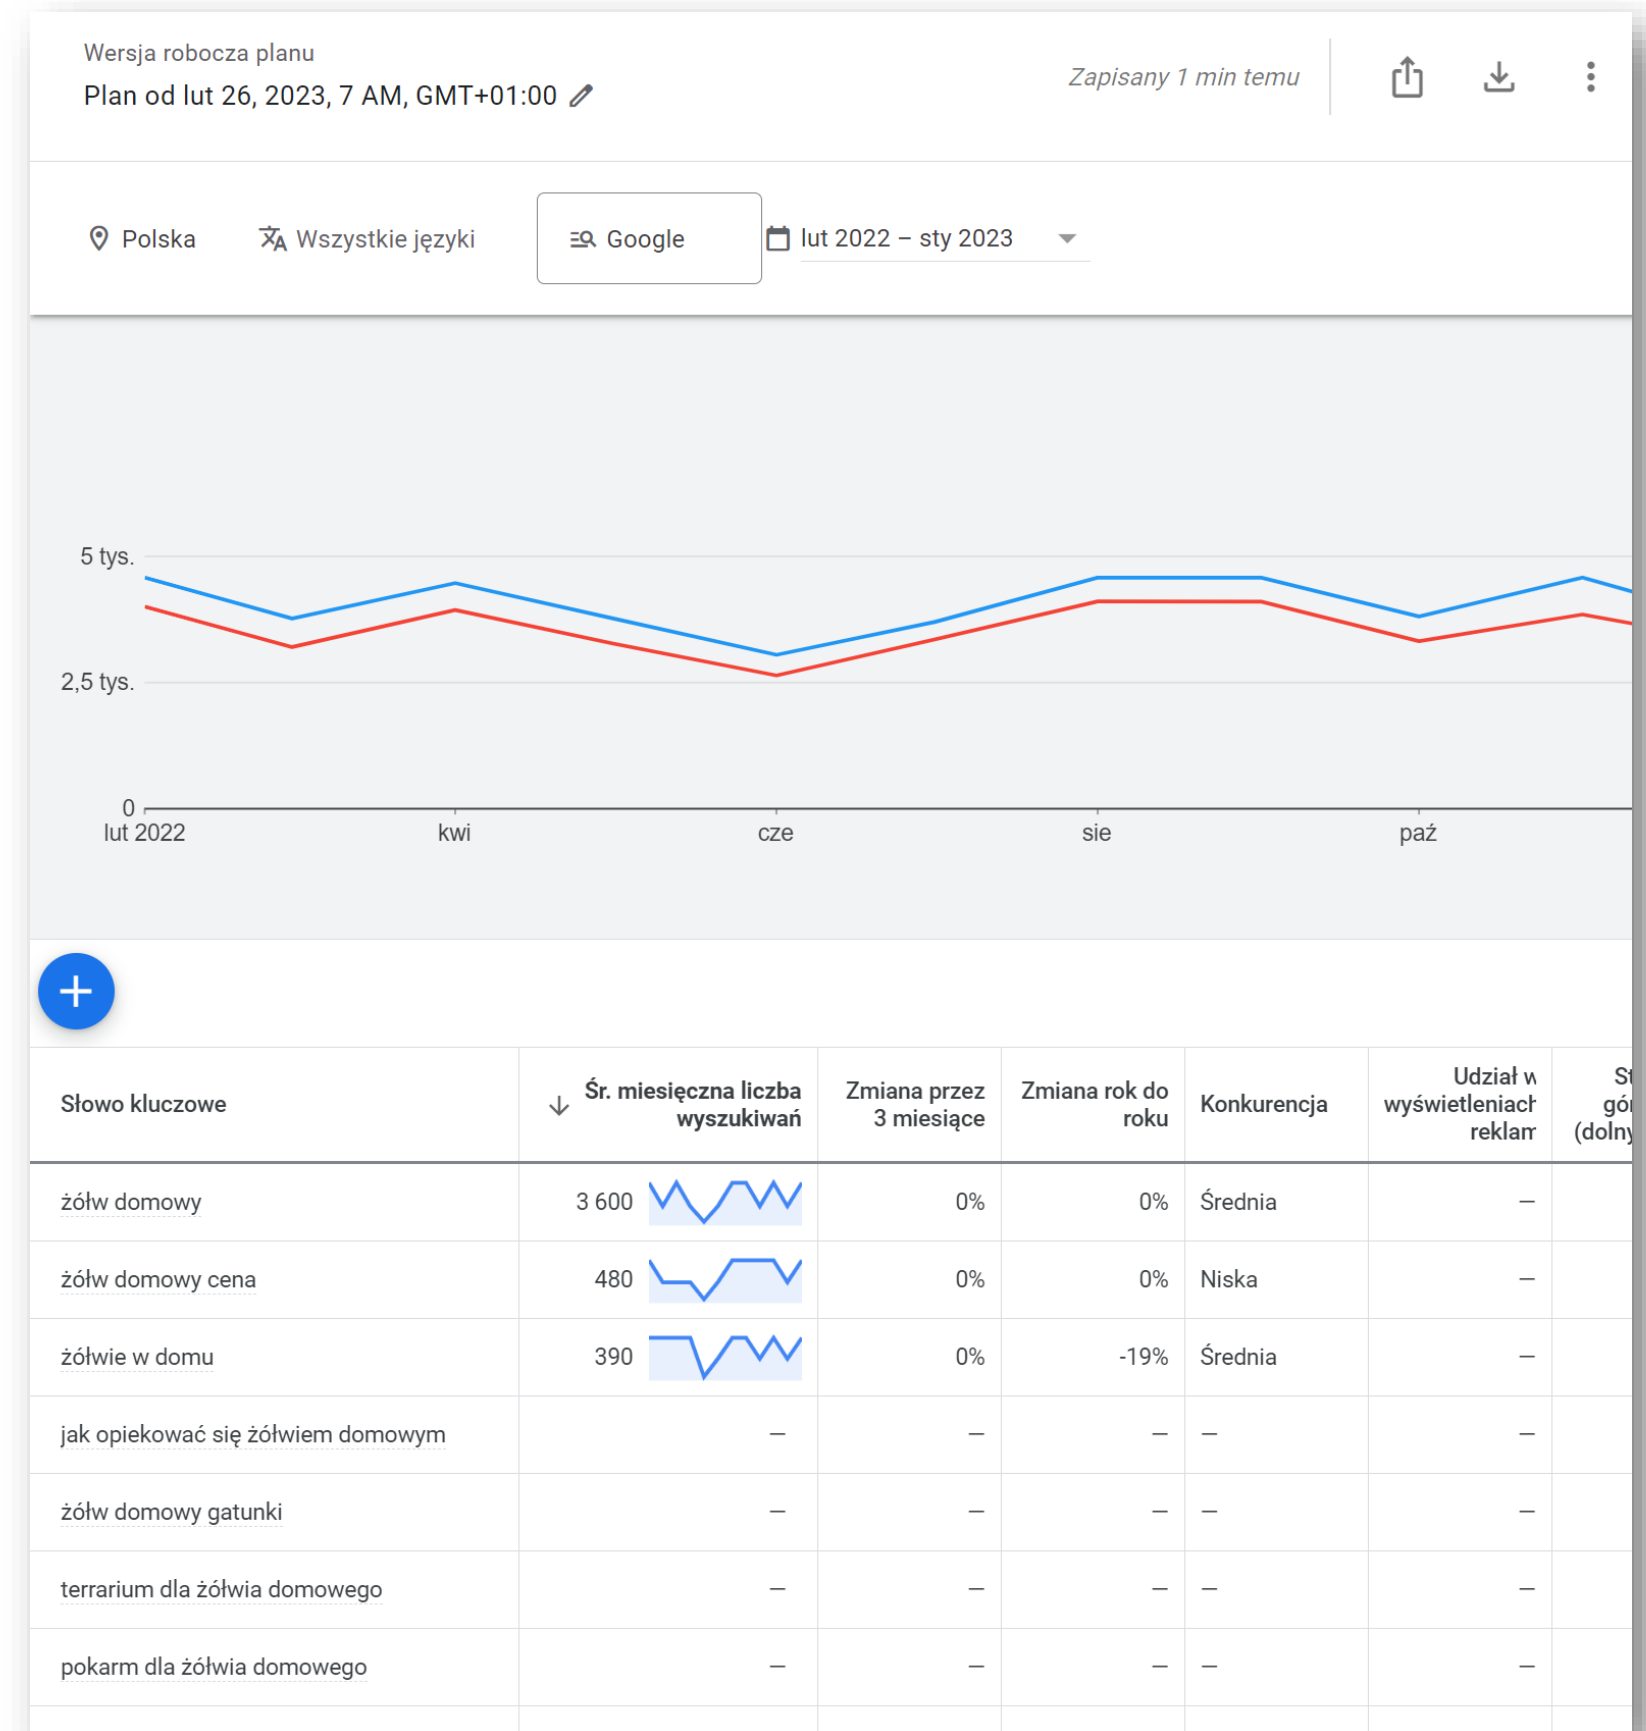 Wersja robocza planu
Plan od lut 26, 2023, 7 AM, GMT+01:00
Zapisany 1 min temu
Polska
Wszystkie języki
Google
lut 2022 – sty 2023
5 tys.
2,5 tys.
0
lut 2022 kwi cze sie paź
Słowo kluczowe
Śr. miesięczna liczba
wyszukiwań
Zmiana przez
3 miesiące
Zmiana rok do
roku
Konkurencja
Udział w
wyświetleniach
reklam
(dolny
żółw domowy 3 600 0% 0% Średnia —
żółw domowy cena 480 0% 0% Niska —
żółwie w domu 390 0% -19% Średnia —
jak opiekować się żółwiem domowym — — — — —
żółw domowy gatunki — — — — —
terrarium dla żółwia domowego — — — — —
pokarm dla żółwia domowego — — — — —